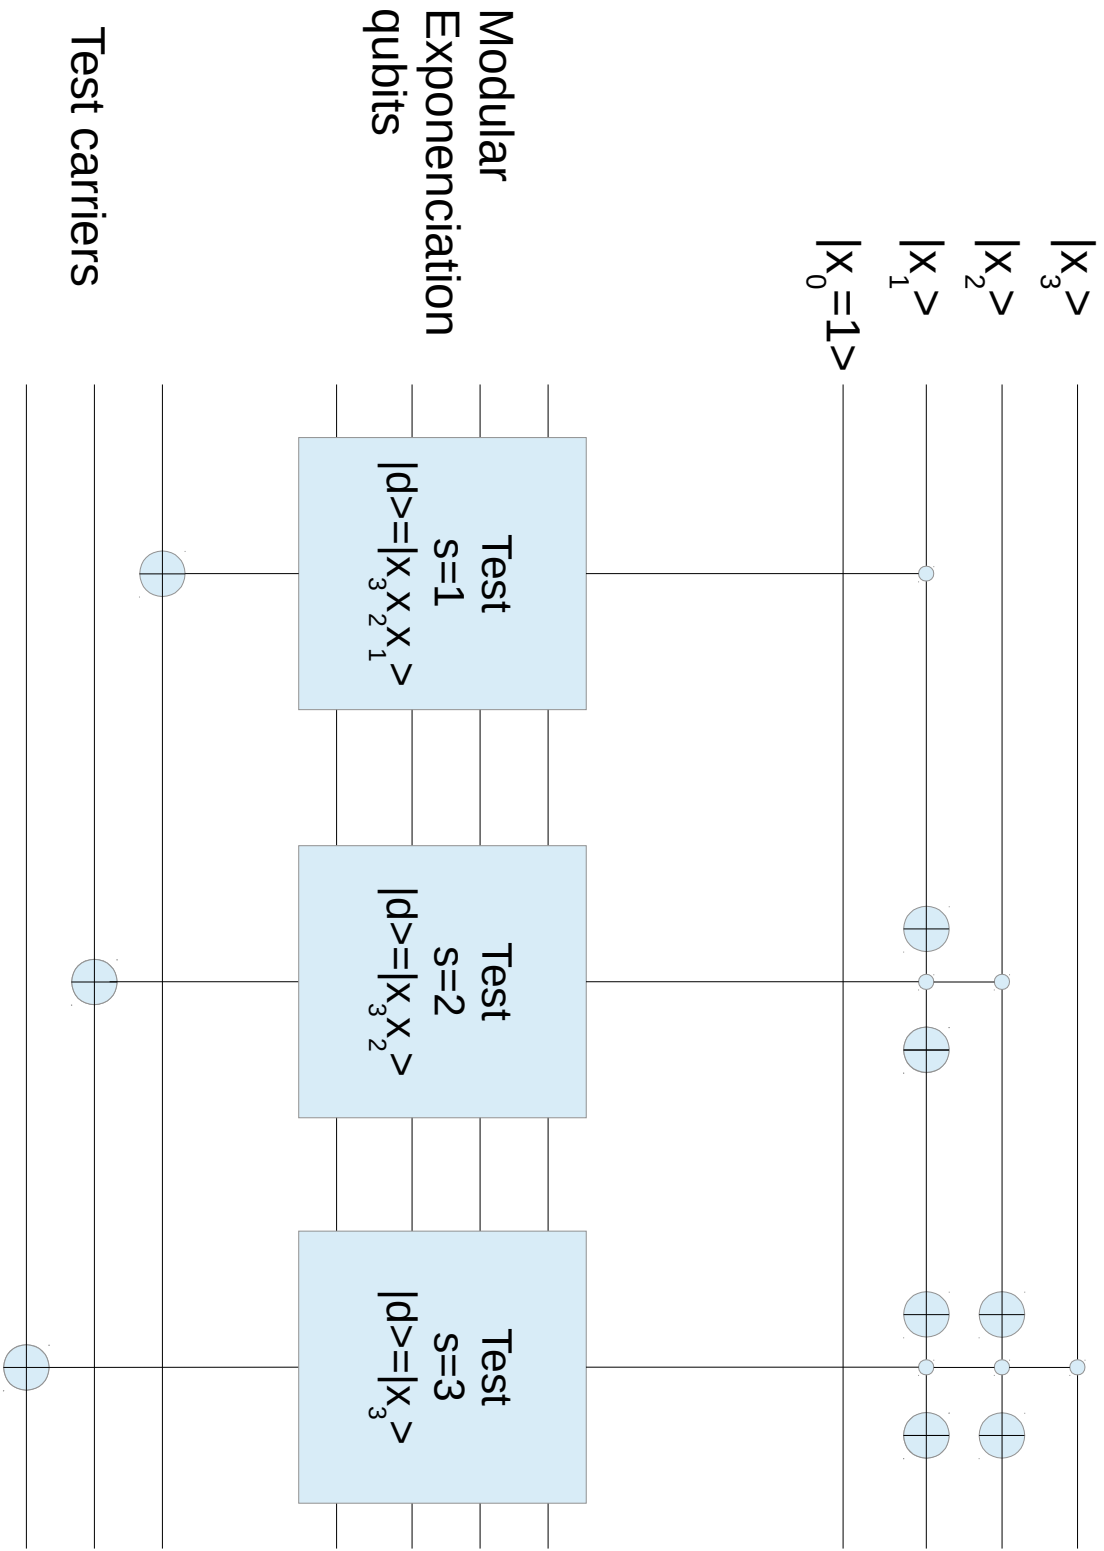 |x₃>
|x₂>
|x₁>
|x₀=1>
Modular
Exponenciation
qubits
Test
s=1
|d>=|x₃x₂x₁>
Test
s=2
|d>=|x₃x₂>
Test
s=3
|d>=|x₃>
Test carriers